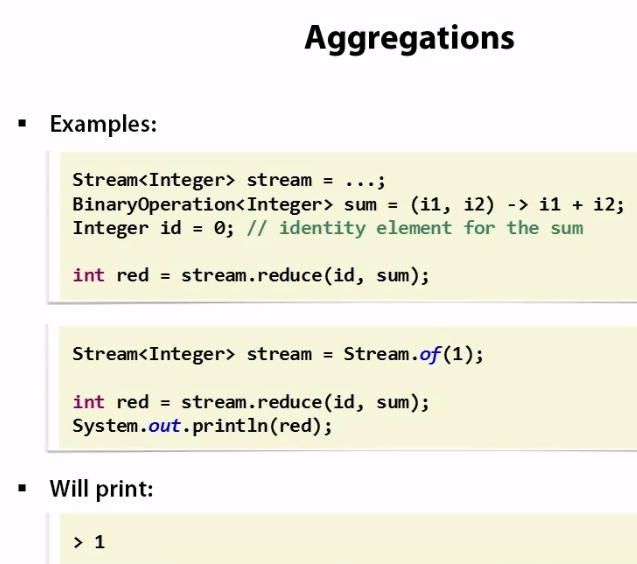 Aggregations
▪ Examples:
Stream<Integer> stream = ...;
BinaryOperation<Integer> sum = (i1, i2) -> i1 + i2;
Integer id = 0; // identity element for the sum
int red = stream.reduce(id, sum);
Stream<Integer> stream = Stream.of(1);
int red = stream.reduce(id, sum);
System.out.println(red);
▪ Will print:
> 1